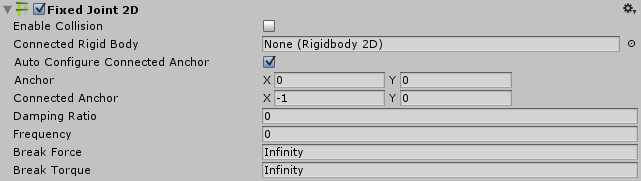 Fixed Joint 2D
Enable Collision
Connected Rigid Body None (Rigidbody 2D)
Auto Configure Connected Anchor
Anchor X 0 Y 0
Connected Anchor X -1 Y 0
Damping Ratio 0
Frequency 0
Break Force Infinity
Break Torque Infinity